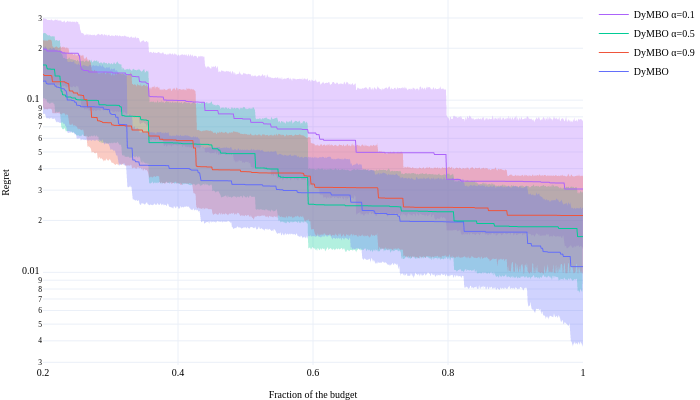 3
2
0.1
9
8
7
6
5
4
3
2
0.01
9
8
7
6
5
4
3
0.2 0.4 0.6 0.8 1
Fraction of the budget
Regret
DyMBO α=0.1
DyMBO α=0.5
DyMBO α=0.9
DyMBO